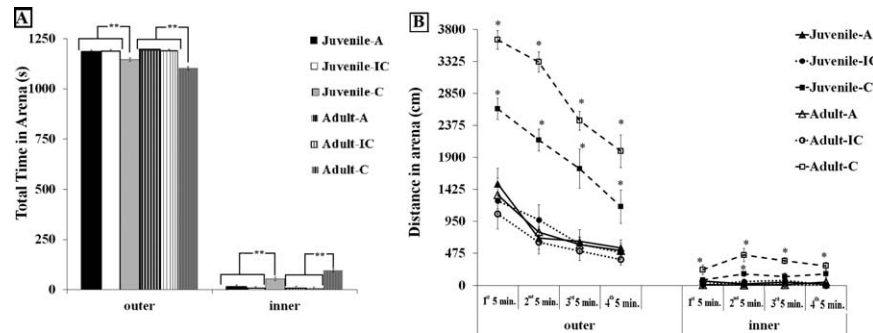 A
Total Time in Arena (s)
1250
1000
750
500
250
0
** **
** **
outer inner
Juvenile-A
Juvenile-IC
Juvenile-C
Adult-A
Adult-IC
Adult-C
B
Distance in arena (cm)
3800
3325
2850
2375
1900
1425
950
475
0
* * * *
* * * *
* * * *
*
1st 5 min. 2nd 5 min. 3rd 5 min. 4th 5 min. 1st 5 min. 2nd 5 min. 3rd 5 min. 4th 5 min.
outer inner
Juvenile-A
Juvenile-IC
Juvenile-C
Adult-A
Adult-IC
Adult-C